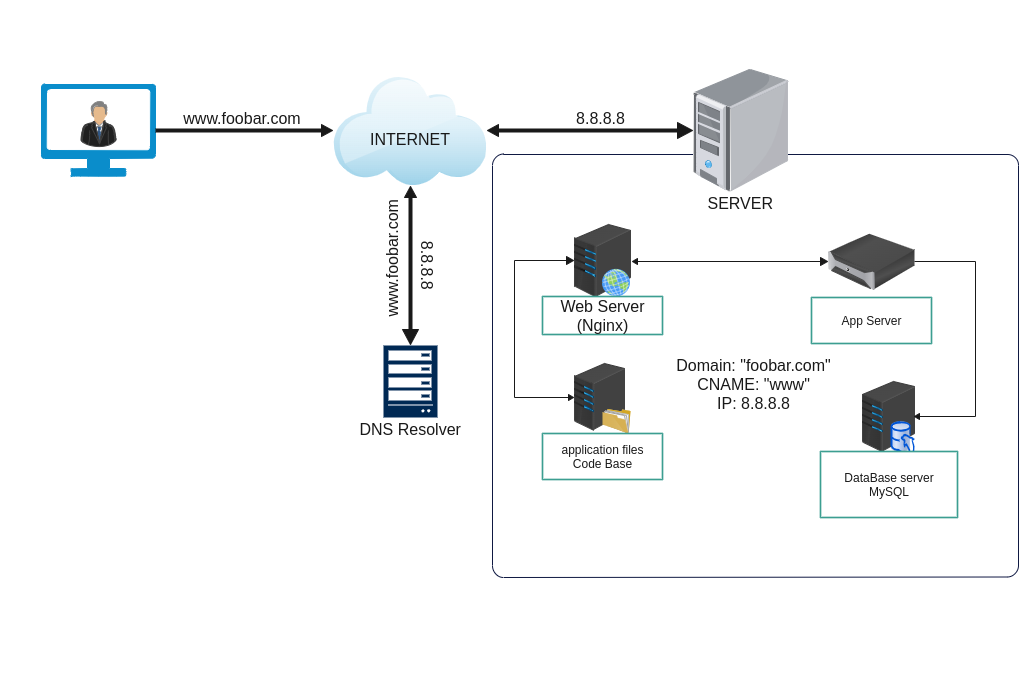 www.foobar.com
INTERNET
8.8.8.8
SERVER
www.foobar.com
8.8.8.8
DNS Resolver
Web Server
(Nginx)
App Server
Domain: "foobar.com"
CNAME: "www"
IP: 8.8.8.8
application files
Code Base
DataBase server
MySQL